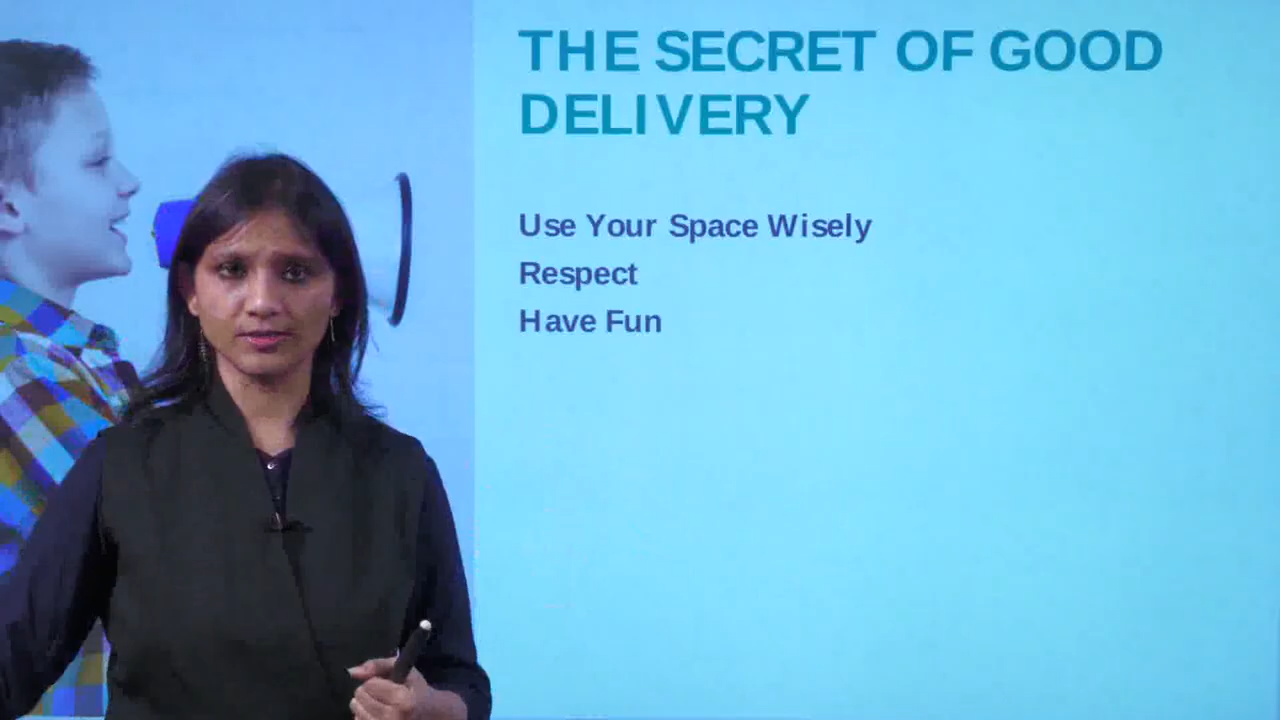 THE SECRET OF GOOD
DELIVERY
Use Your Space Wisely
Respect
Have Fun